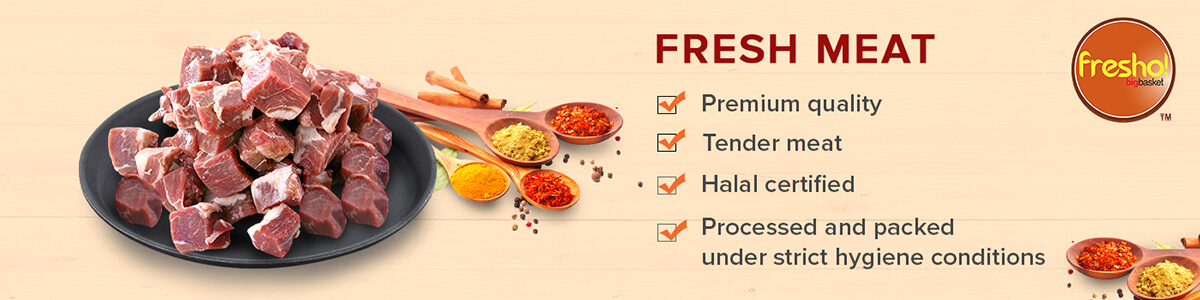 FRESH MEAT
Premium quality
Tender meat
Halal certified
Processed and packed
under strict hygiene conditions
fresho!
bigbasket
TM